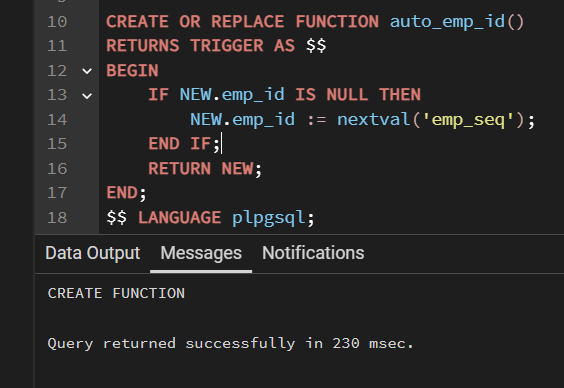 10 CREATE OR REPLACE FUNCTION auto_emp_id()
11 RETURNS TRIGGER AS $$
12 BEGIN
13 IF NEW.emp_id IS NULL THEN
14 NEW.emp_id := nextval('emp_seq');
15 END IF;
16 RETURN NEW;
17 END;
18 $$ LANGUAGE plpgsql;
Data Output Messages Notifications
CREATE FUNCTION
Query returned successfully in 230 msec.